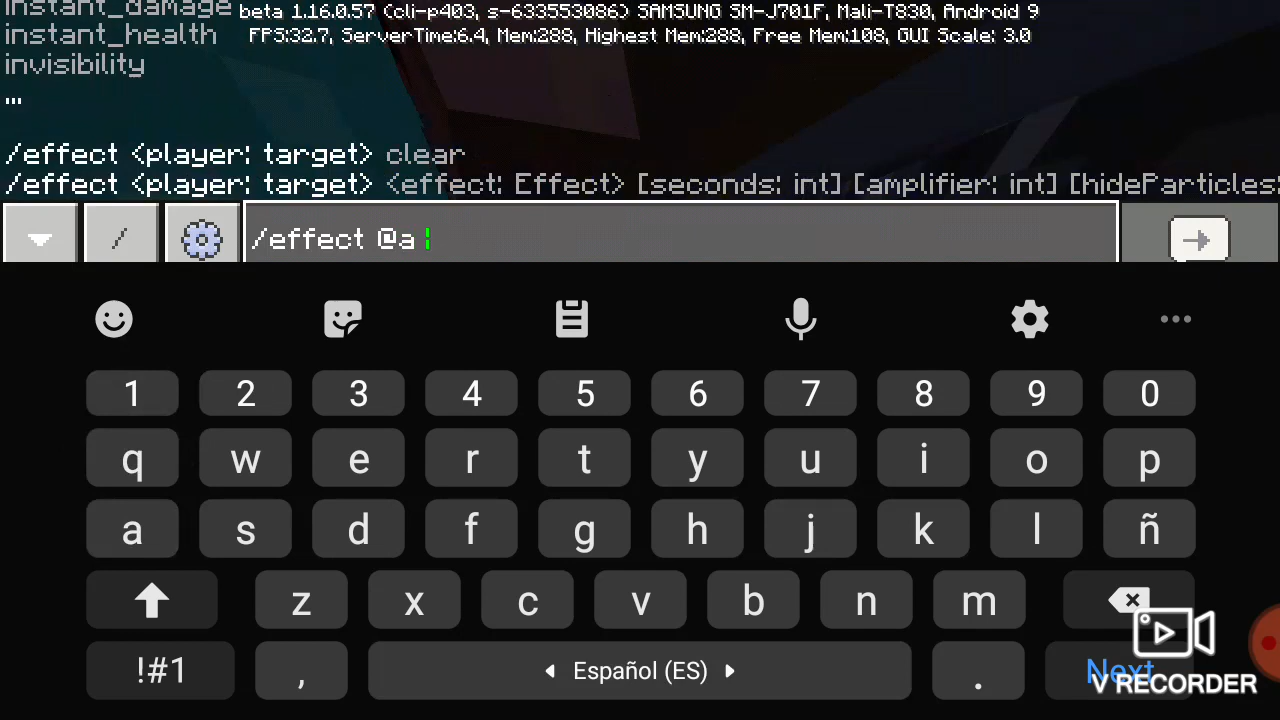 instant_damage
beta 1.16.0.57 (cli-p403, s-633553086) SAMSUNG SM-J701F, Mali-T830, Android 9
instant_health
FPS:32.7, ServerTime:6.4, Mem:288, Highest Mem:288, Free Mem:108, GUI Scale: 3.0
invisibility
...
/effect <player: target> clear
/effect <player: target> <effect: Effect> [seconds: int] [amplifier: int] [hideParticles:
/
/effect @a
1 2 3 4 5 6 7 8 9 0
q w e r t y u i o p
a s d f g h j k l ñ
z x c v b n m
!#1 , Español (ES) . Next
V RECORDER